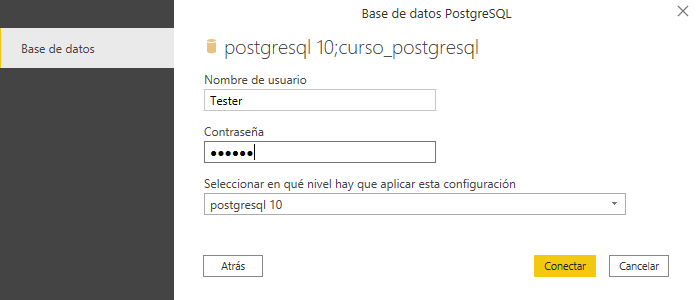 Base de datos PostgreSQL
Base de datos
postgresql 10;curso_postgresql
Nombre de usuario
Tester
Contraseña
●●●●●●
Seleccionar en qué nivel hay que aplicar esta configuración
postgresql 10
Atrás
Conectar
Cancelar